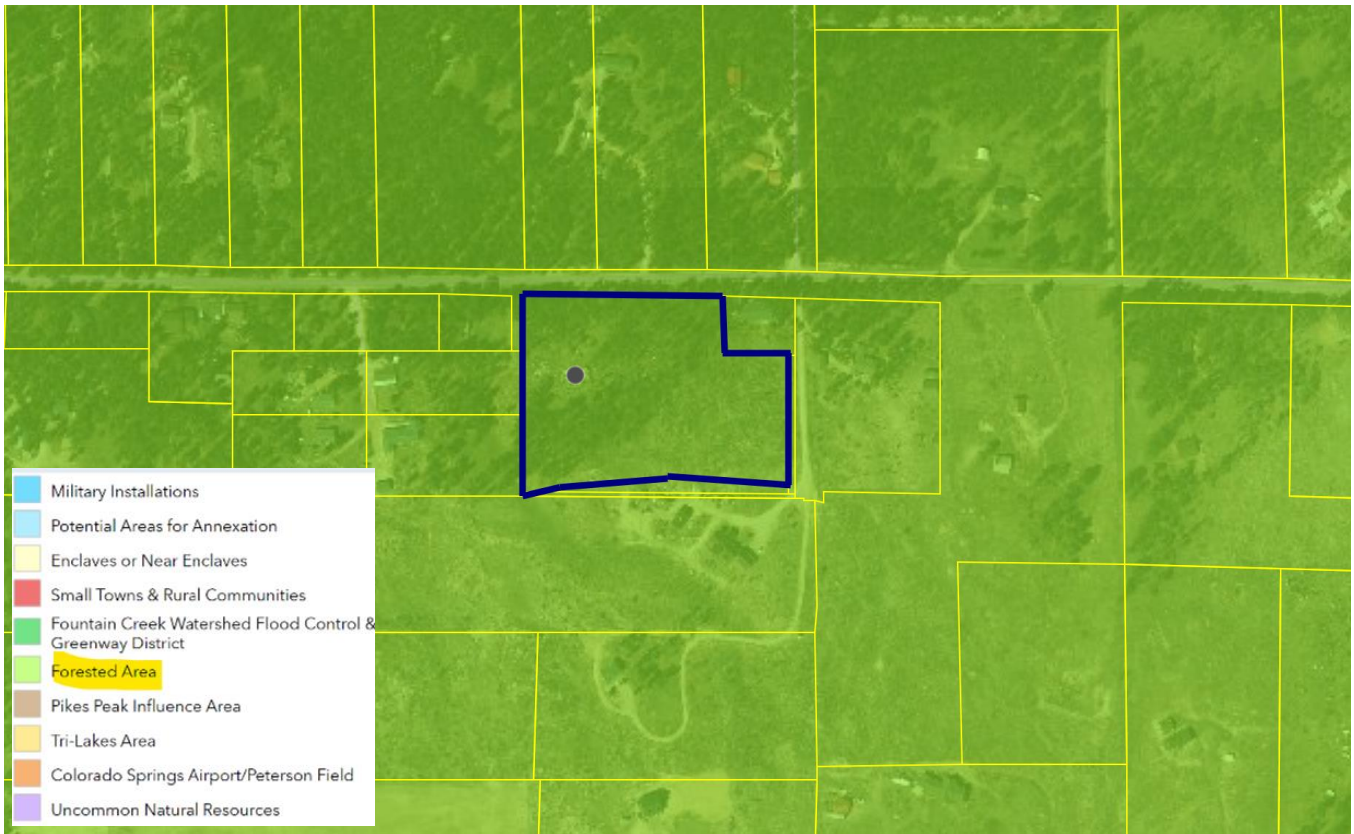 Military Installations
Potential Areas for Annexation
Enclaves or Near Enclaves
Small Towns & Rural Communities
Fountain Creek Watershed Flood Control &
Greenway District
Forested Area
Pikes Peak Influence Area
Tri-Lakes Area
Colorado Springs Airport/Peterson Field
Uncommon Natural Resources